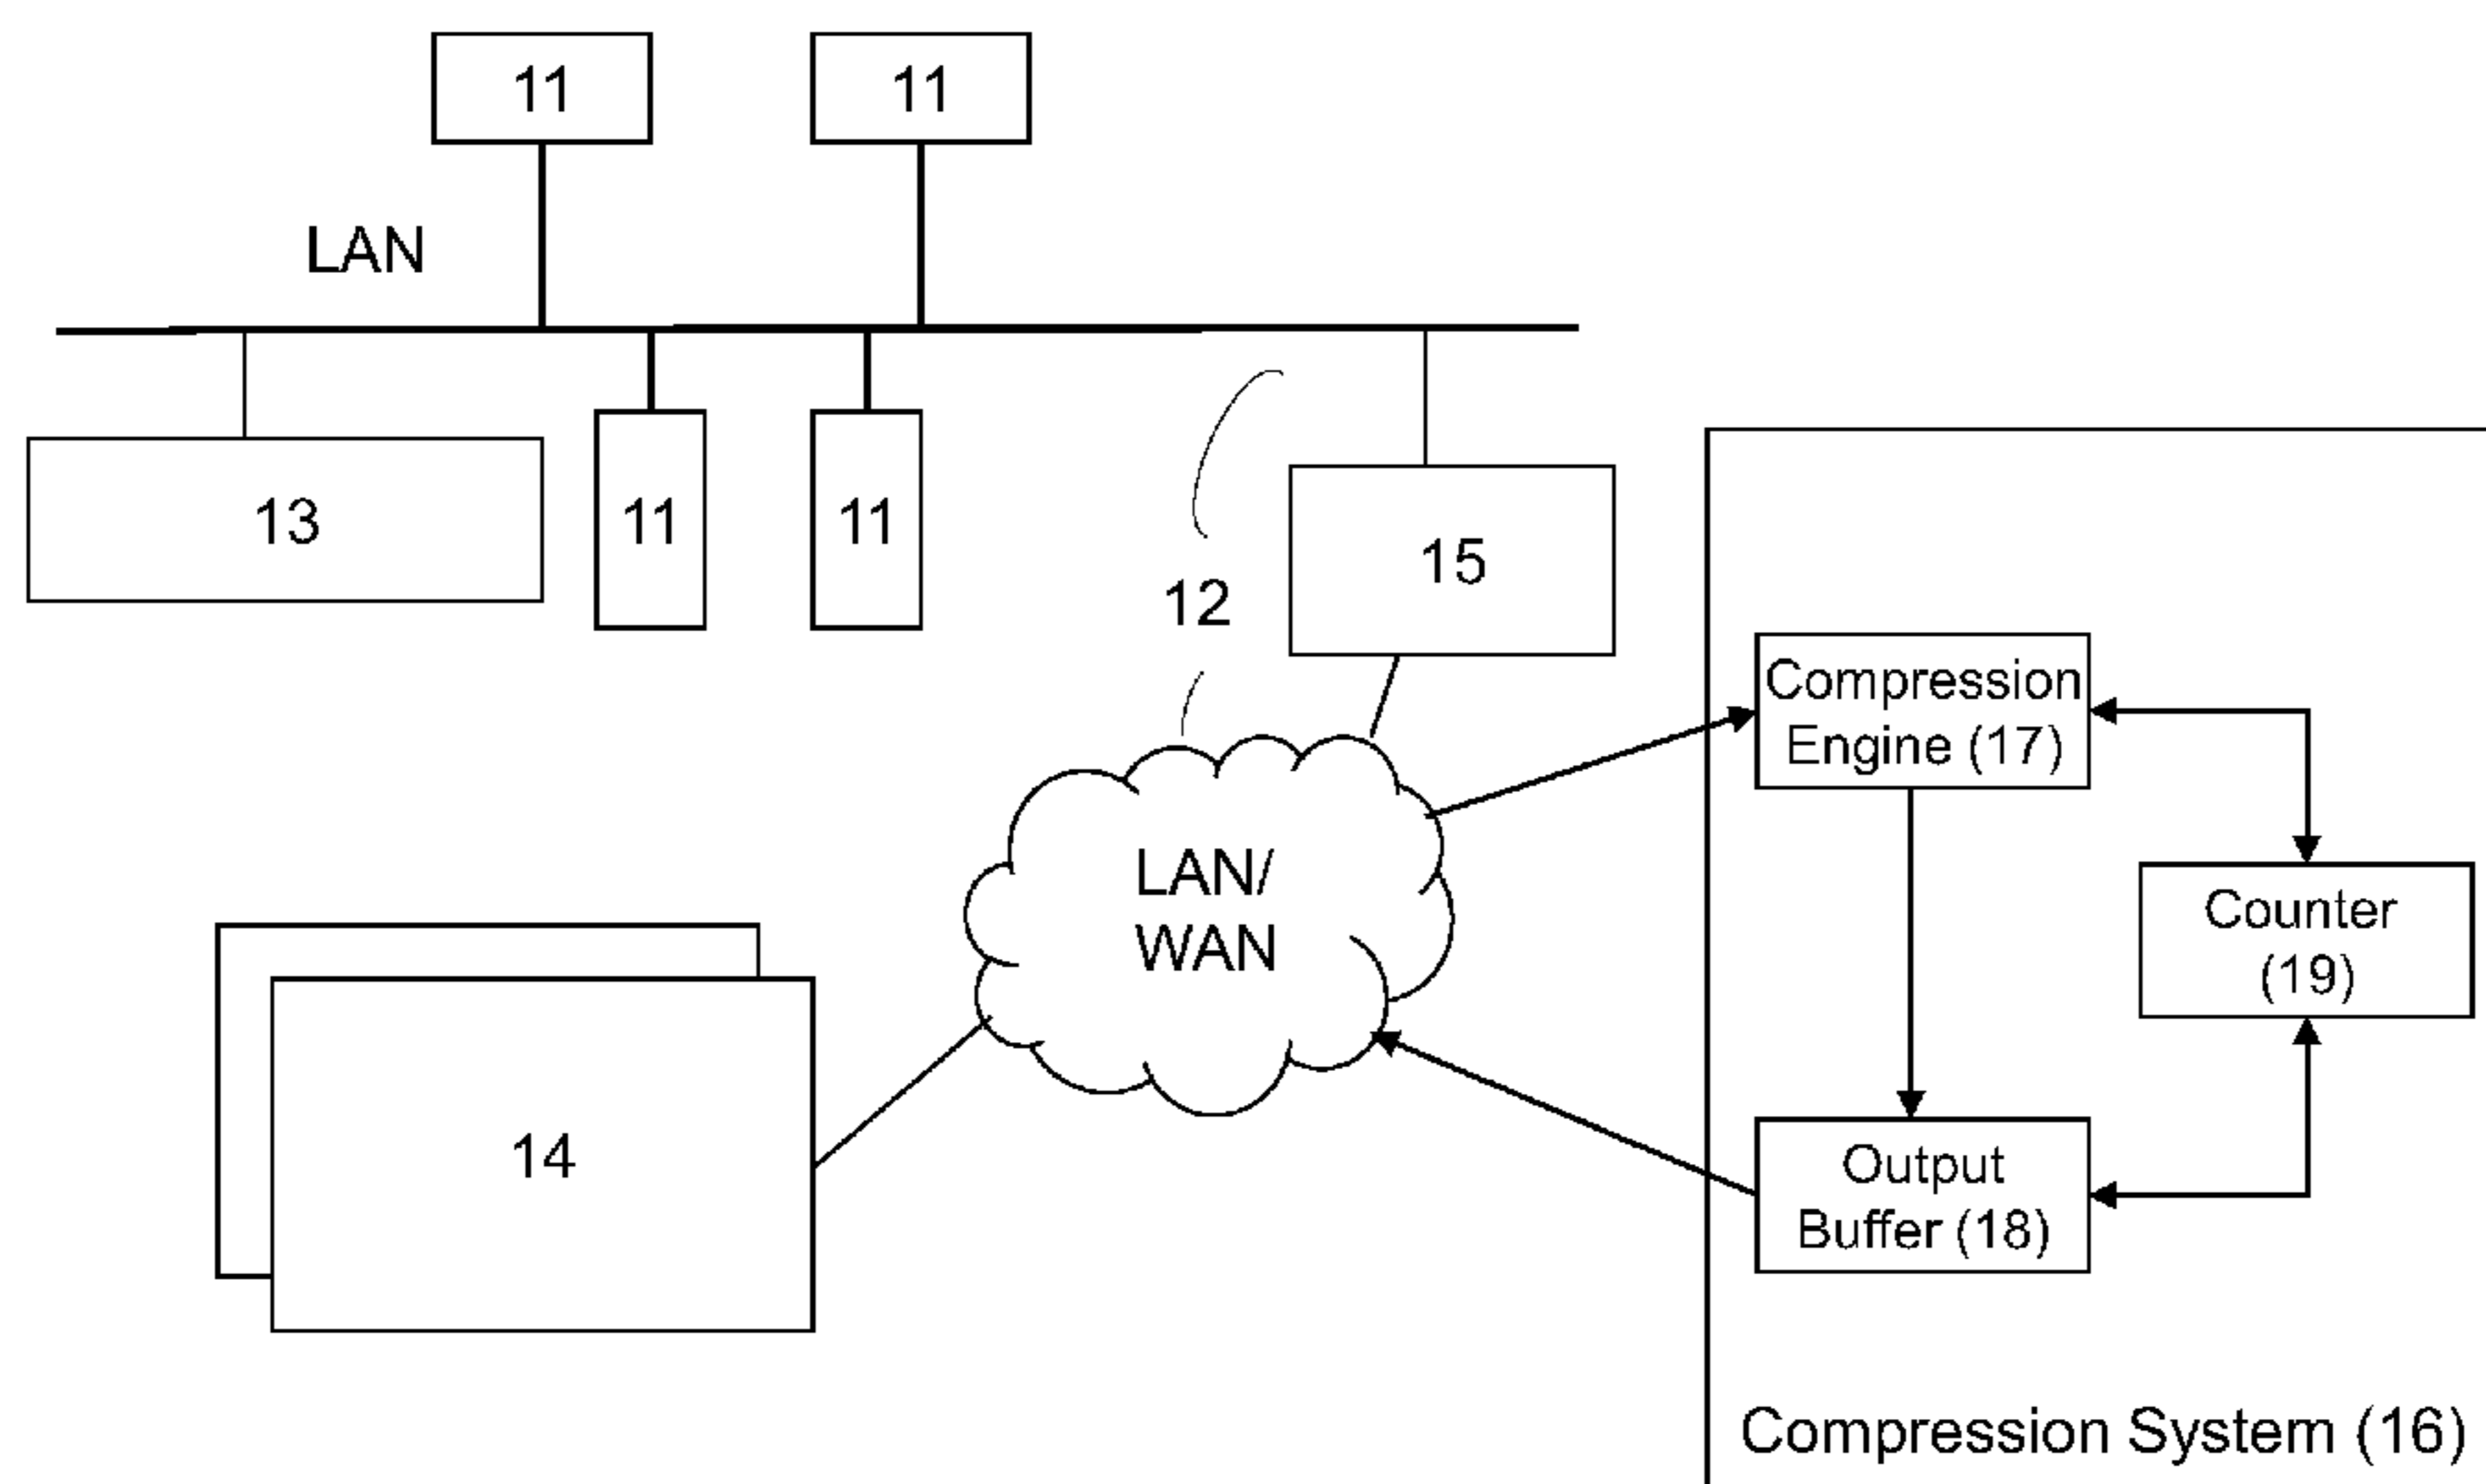 11
11
LAN
13
11
11
15
12
Compression
Engine (17)
LAN/
WAN
Counter
(19)
14
Output
Buffer (18)
Compression System (16)